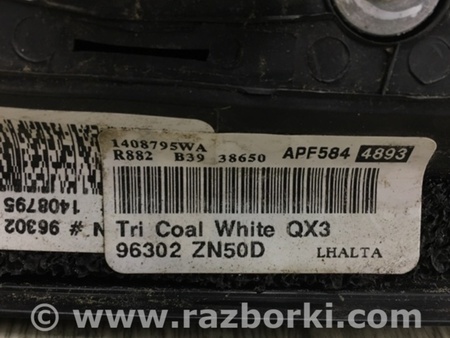 1408795WA
R882 B39 38650 APF584 4893
Tri Coal White QX3
96302 ZN50D LHALTA
N # 96302
1408795
www.razborki.com